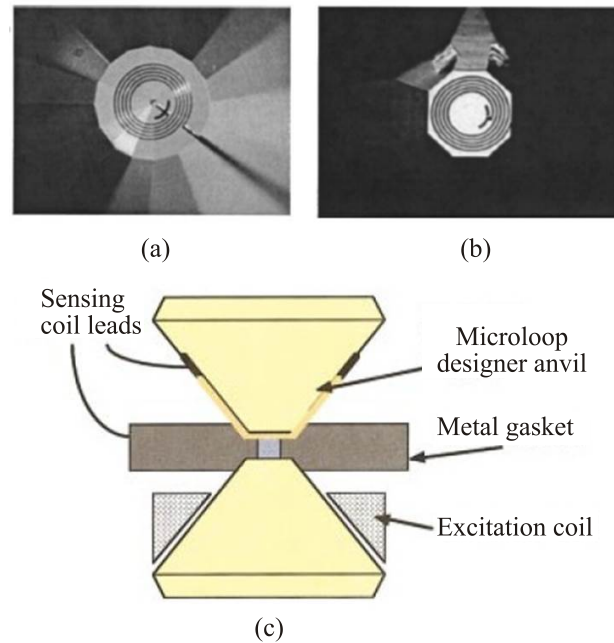 (a)
(b)
Sensing
coil leads
Microloop
designer anvil
Metal gasket
Excitation coil
(c)